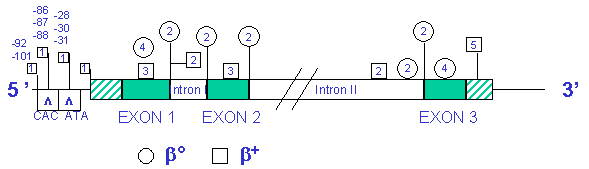 -86
-87
-88
-28
-30
-31
-92
-101
1
1
1
1
4
3
2
2
2
3
2
2
2
2
4
5
5 ’
ʌ
ʌ
ntron I
Intron II
3’
CAC ATA
EXON 1
EXON 2
EXON 3
β°
β+